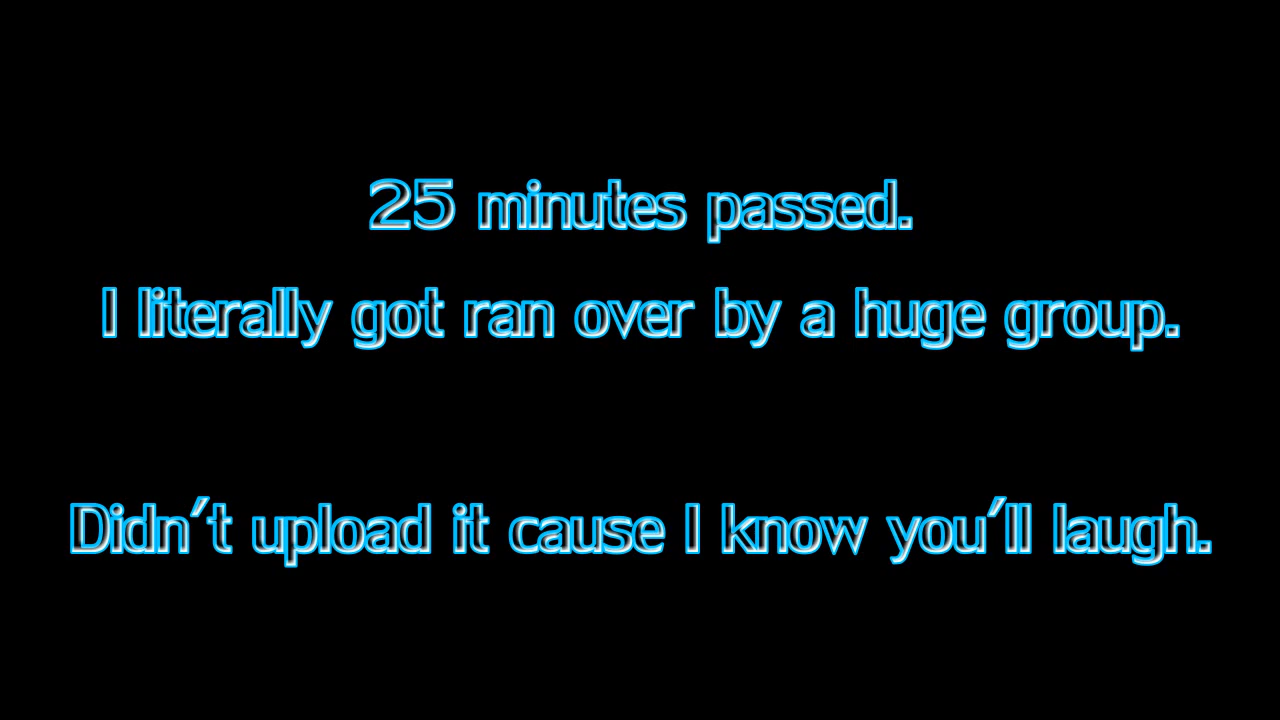 25 minutes passed.
I literally got ran over by a huge group.
Didn't upload it cause I know you'll laugh.